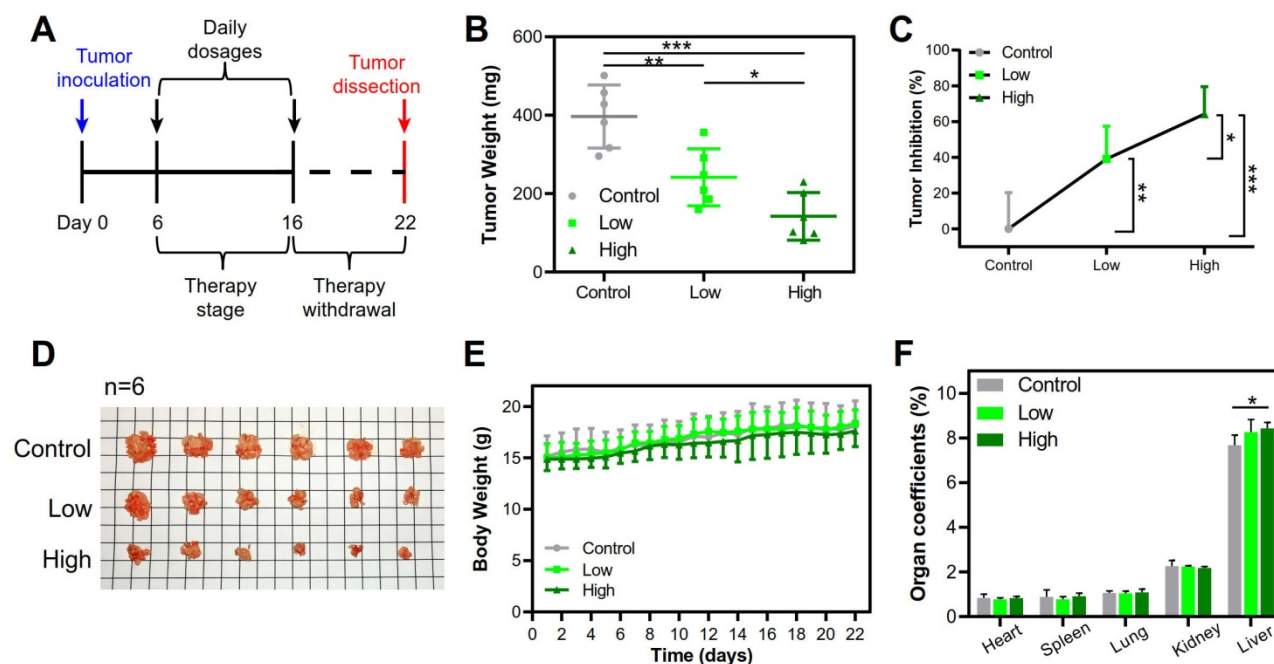 A
Tumor
inoculation
Daily
dosages
Tumor
dissection
Day 0
6
16
22
Therapy
stage
Therapy
withdrawal
B
Tumor Weight (mg)
600
400
200
0
***
**
*
Control
Low
High
Control
Low
High
C
Tumor Inhibition (%)
100
80
60
40
20
0
Control
Low
High
**
*
***
Control
Low
High
D
n=6
Control
Low
High
E
Body Weight (g)
20
15
10
5
0
Control
Low
High
0 2 4 6 8 10 12 14 16 18 20 22
Time (days)
F
Organ coefficients (%)
10
8
6
4
2
0
Control
Low
High
*
Heart
Spleen
Lung
Kidney
Liver